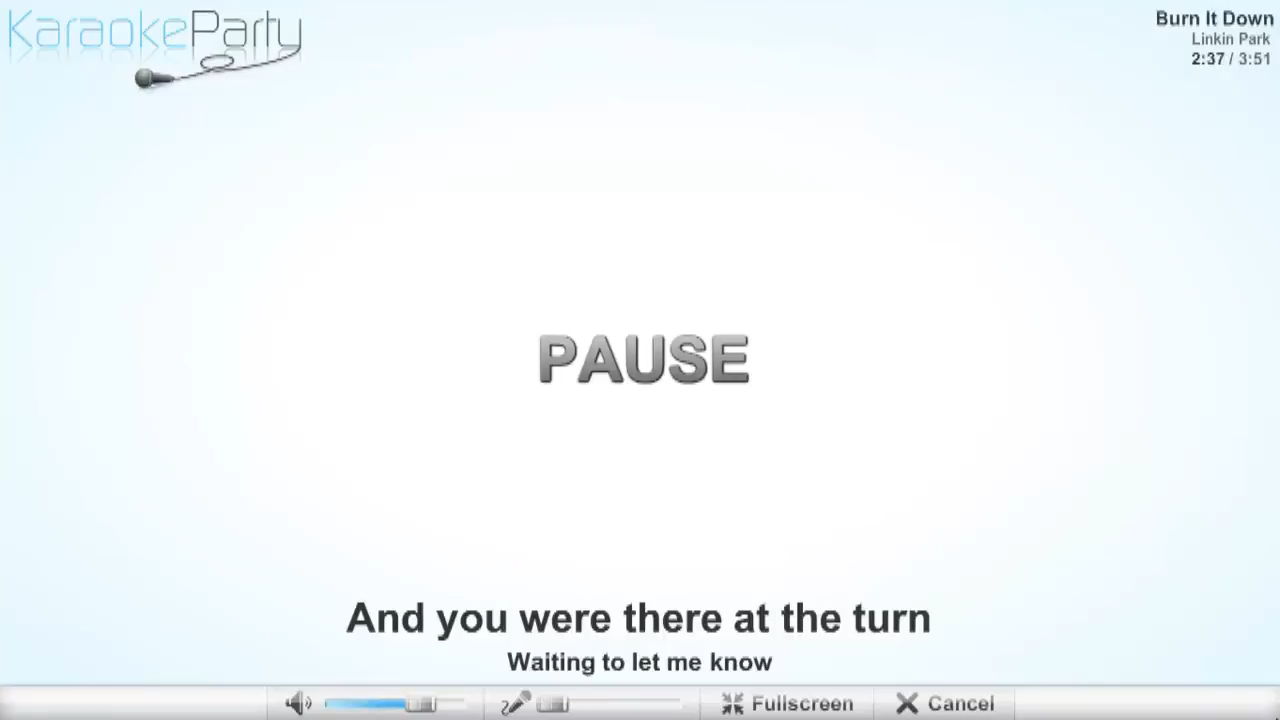 KaraokeParty
Burn It Down
Linkin Park
2:37 / 3:51
PAUSE
And you were there at the turn
Waiting to let me know
Fullscreen
Cancel